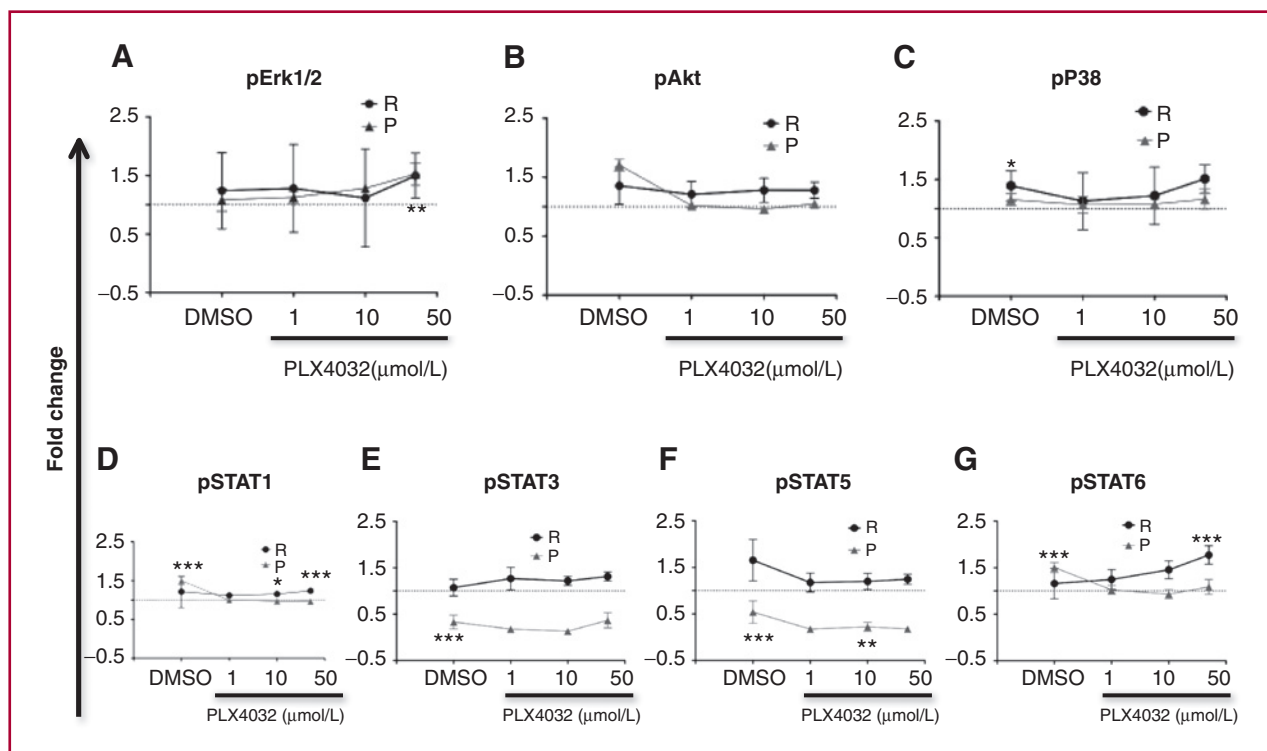 A
pErk1/2
R
P
2.5
1.5
0.5
−0.5
**
DMSO 1 10 50
PLX4032(μmol/L)
B
pAkt
R
P
2.5
1.5
0.5
−0.5
DMSO 1 10 50
PLX4032(μmol/L)
C
pP38
R
P
2.5
1.5
0.5
−0.5
*
DMSO 1 10 50
PLX4032(μmol/L)
Fold change
D
pSTAT1
R
P
2.5
1.5
0.5
−0.5
*** * ***
DMSO 1 10 50
PLX4032 (μmol/L)
E
pSTAT3
R
P
2.5
1.5
0.5
−0.5
***
DMSO 1 10 50
PLX4032 (μmol/L)
F
pSTAT5
R
P
2.5
1.5
0.5
−0.5
*** **
DMSO 1 10 50
PLX4032 (μmol/L)
G
pSTAT6
R
P
2.5
1.5
0.5
−0.5
*** ***
DMSO 1 10 50
PLX4032 (μmol/L)